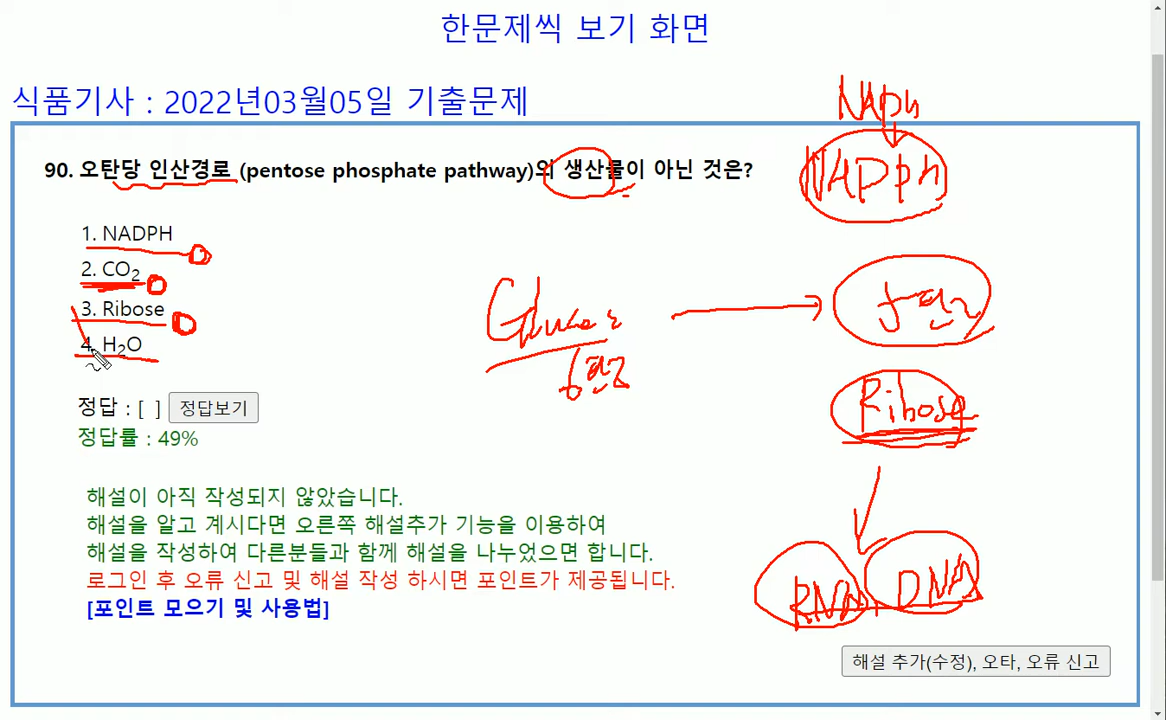 한문제씩 보기 화면
식품기사 : 2022년03월05일 기출문제
90. 오탄당 인산경로 (pentose phosphate pathway)의 생산물이 아닌 것은?
1. NADPH
2. CO₂
3. Ribose
4. H₂O
정답 : [ ] 정답보기
정답률 : 49%
해설이 아직 작성되지 않았습니다.
해설을 알고 계시다면 오른쪽 해설추가 기능을 이용하여
해설을 작성하여 다른분들과 함께 해설을 나누었으면 합니다.
로그인 후 오류 신고 및 해설 작성 하시면 포인트가 제공됩니다.
[포인트 모으기 및 사용법]
해설 추가(수정), 오타, 오류 신고
NADph
NADph
Glucose
6탄고
5탄고
Ribose
RNA
DNA